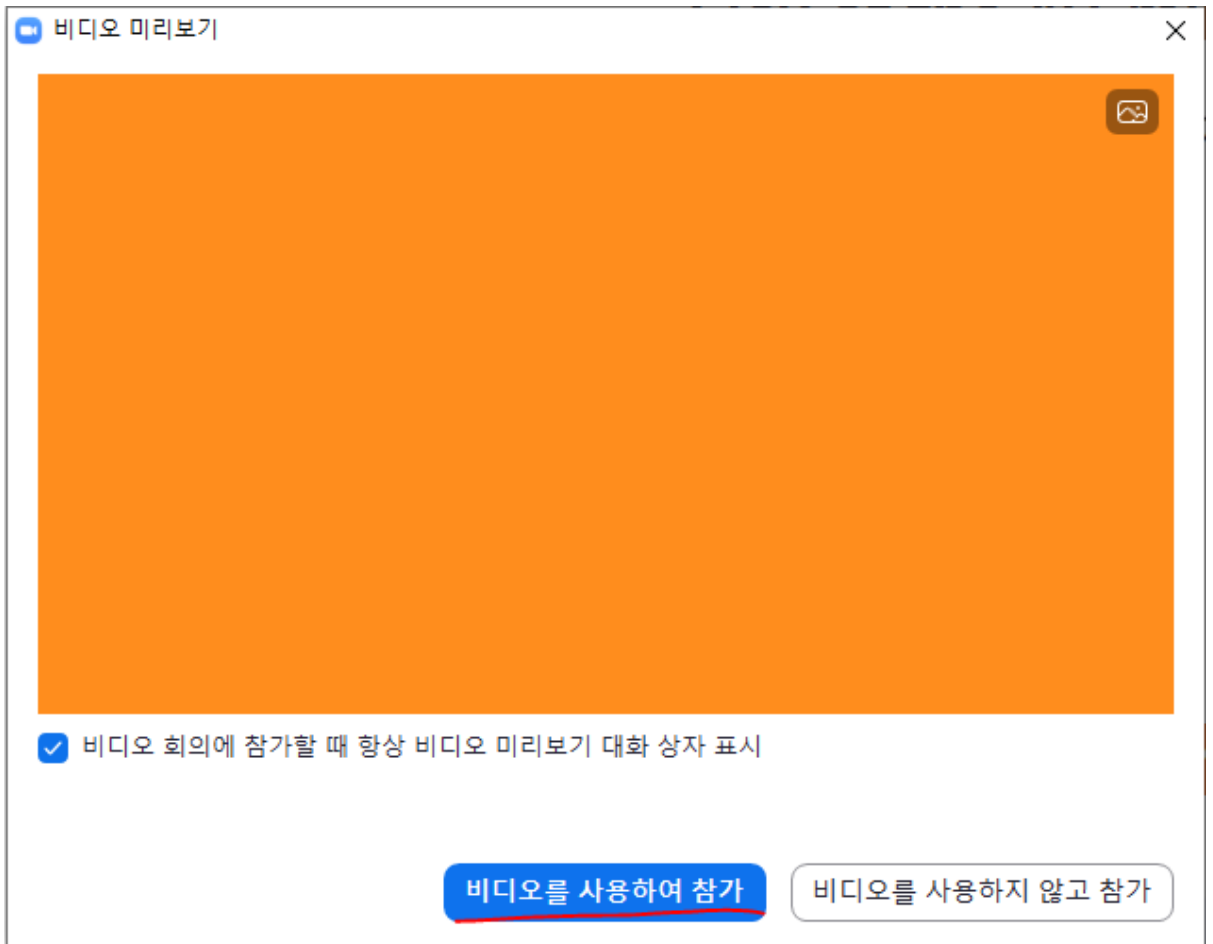 비디오 미리보기
비디오 회의에 참가할 때 항상 비디오 미리보기 대화 상자 표시
비디오를 사용하여 참가
비디오를 사용하지 않고 참가